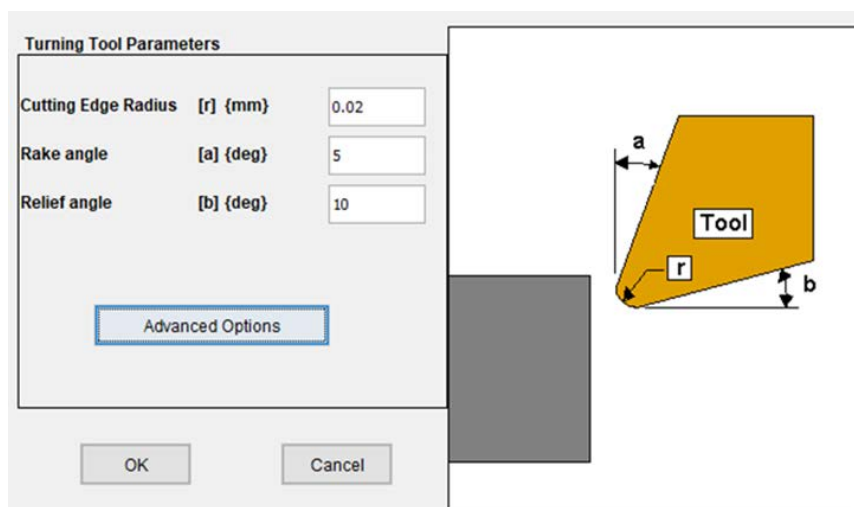 Turning Tool Parameters
Cutting Edge Radius [r] {mm} 0.02
Rake angle [a] {deg} 5
Relief angle [b] {deg} 10
Advanced Options
OK Cancel
a
Tool
r
b